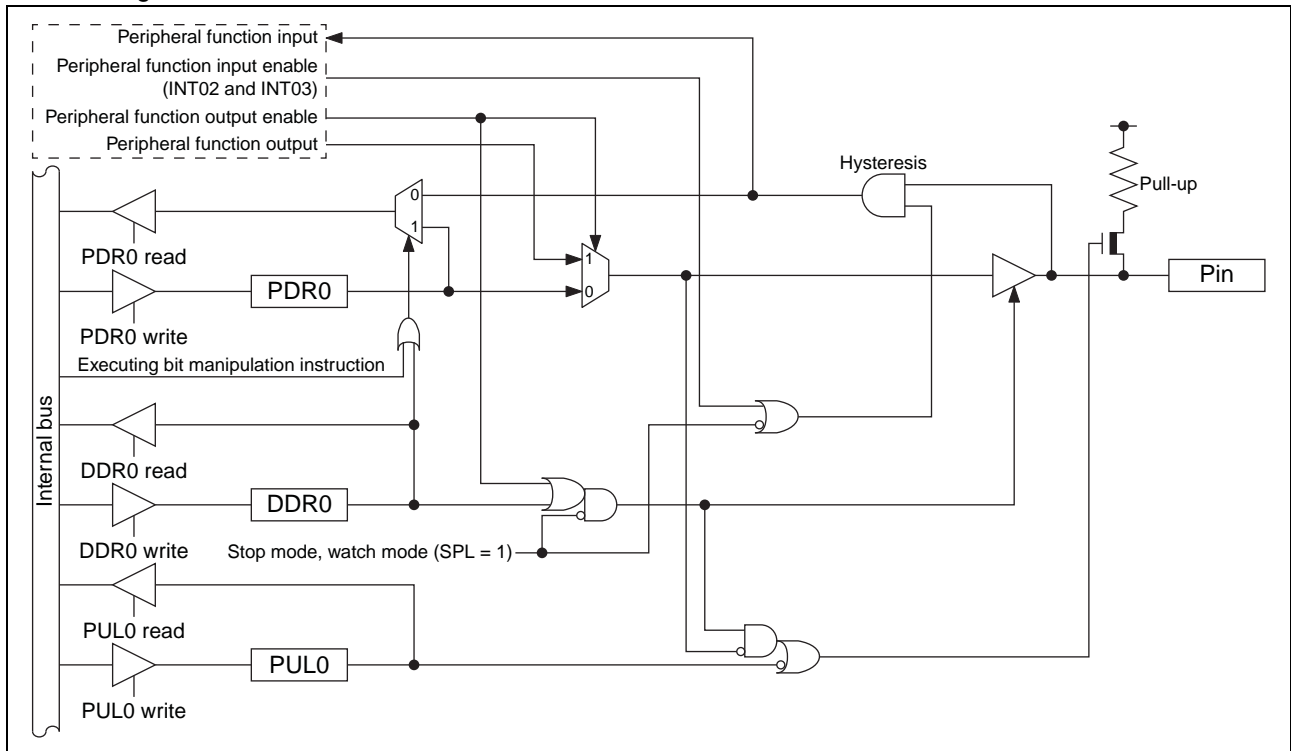 Peripheral function input
Peripheral function input enable
(INT02 and INT03)
Peripheral function output enable
Peripheral function output
Hysteresis
Pull-up
0
1
PDR0 read
1
0
PDR0
Pin
PDR0 write
Executing bit manipulation instruction
Internal bus
DDR0 read
DDR0
DDR0 write
Stop mode, watch mode (SPL = 1)
PUL0 read
PUL0
PUL0 write